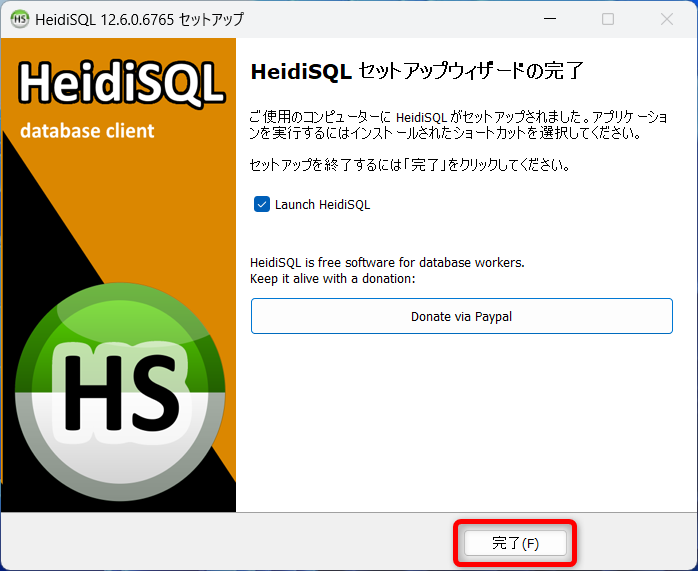 HeidiSQL 12.6.0.6765 セットアップ
HeidiSQL
database client
HS
HeidiSQL セットアップウィザードの完了
ご使用のコンピューターに HeidiSQL がセットアップされました。アプリケーショ
ンを実行するにはインストールされたショートカットを選択してください。
セットアップを終了するには「完了」をクリックしてください。
Launch HeidiSQL
HeidiSQL is free software for database workers.
Keep it alive with a donation:
Donate via Paypal
完了(F)